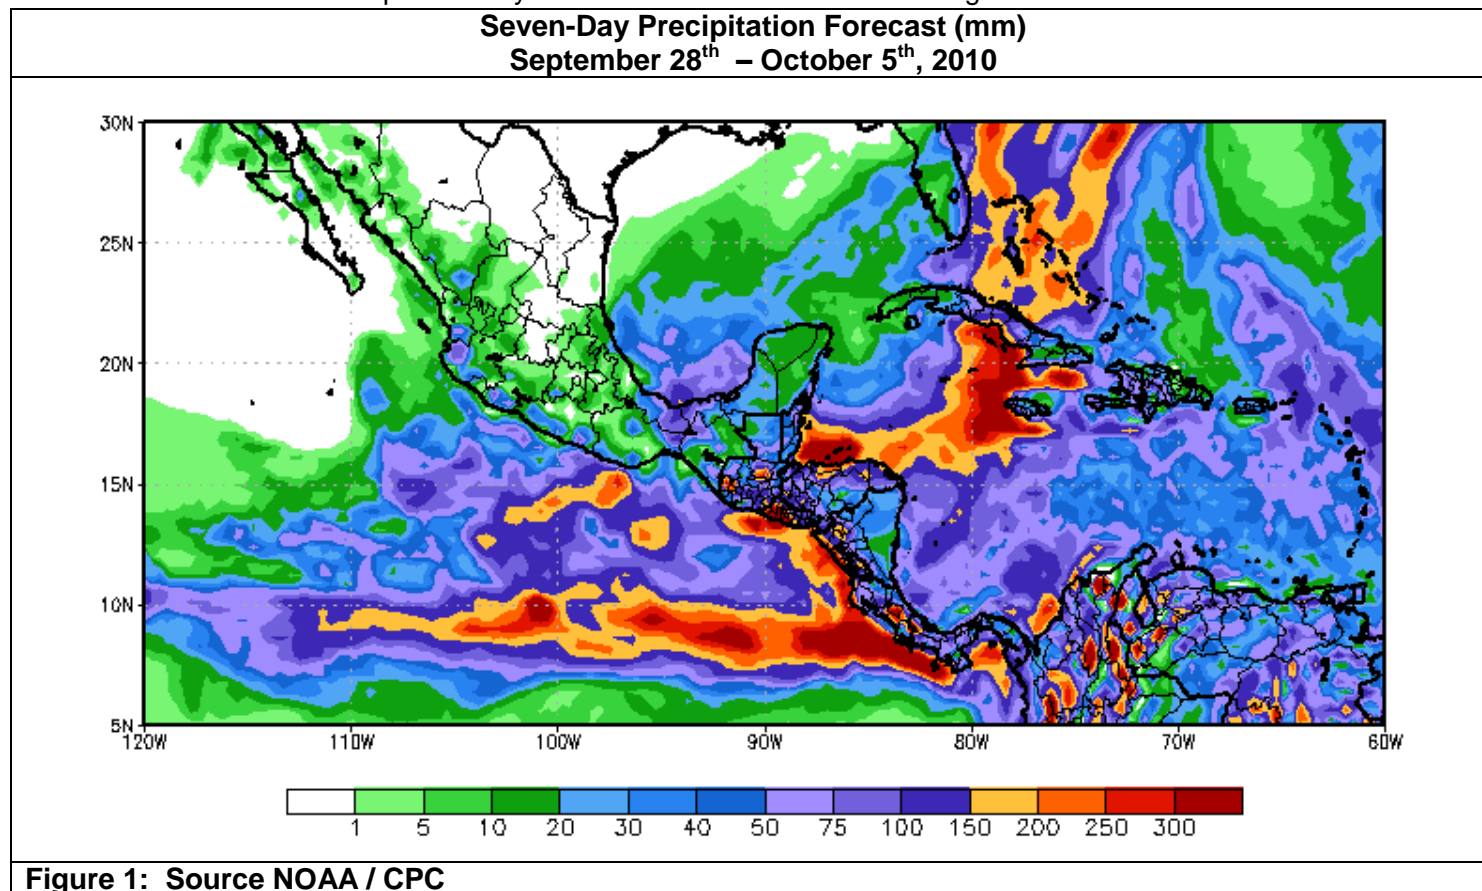 Seven-Day Precipitation Forecast (mm)
September 28th – October 5th, 2010
30N
25N
20N
15N
10N
5N
120W 110W 100W 90W 80W 70W 60W
1 5 10 20 30 40 50 75 100 150 200 250 300
Figure 1: Source NOAA / CPC